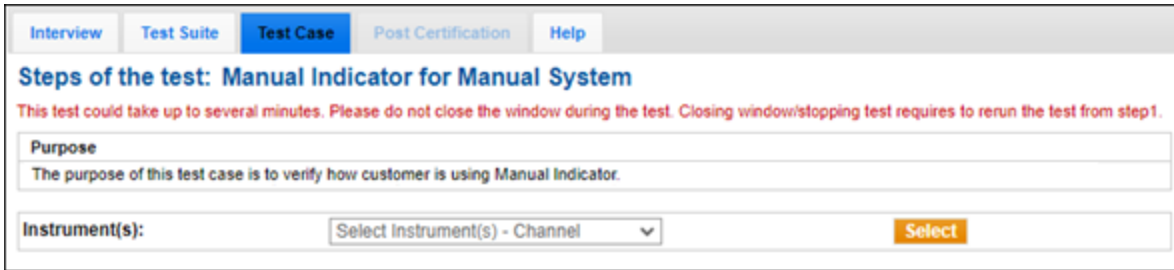 Interview Test Suite Test Case Post Certification Help
Steps of the test: Manual Indicator for Manual System
This test could take up to several minutes. Please do not close the window during the test. Closing window/stopping test requires to rerun the test from step1.
Purpose
The purpose of this test case is to verify how customer is using Manual Indicator.
Instrument(s): Select Instrument(s) - Channel Select